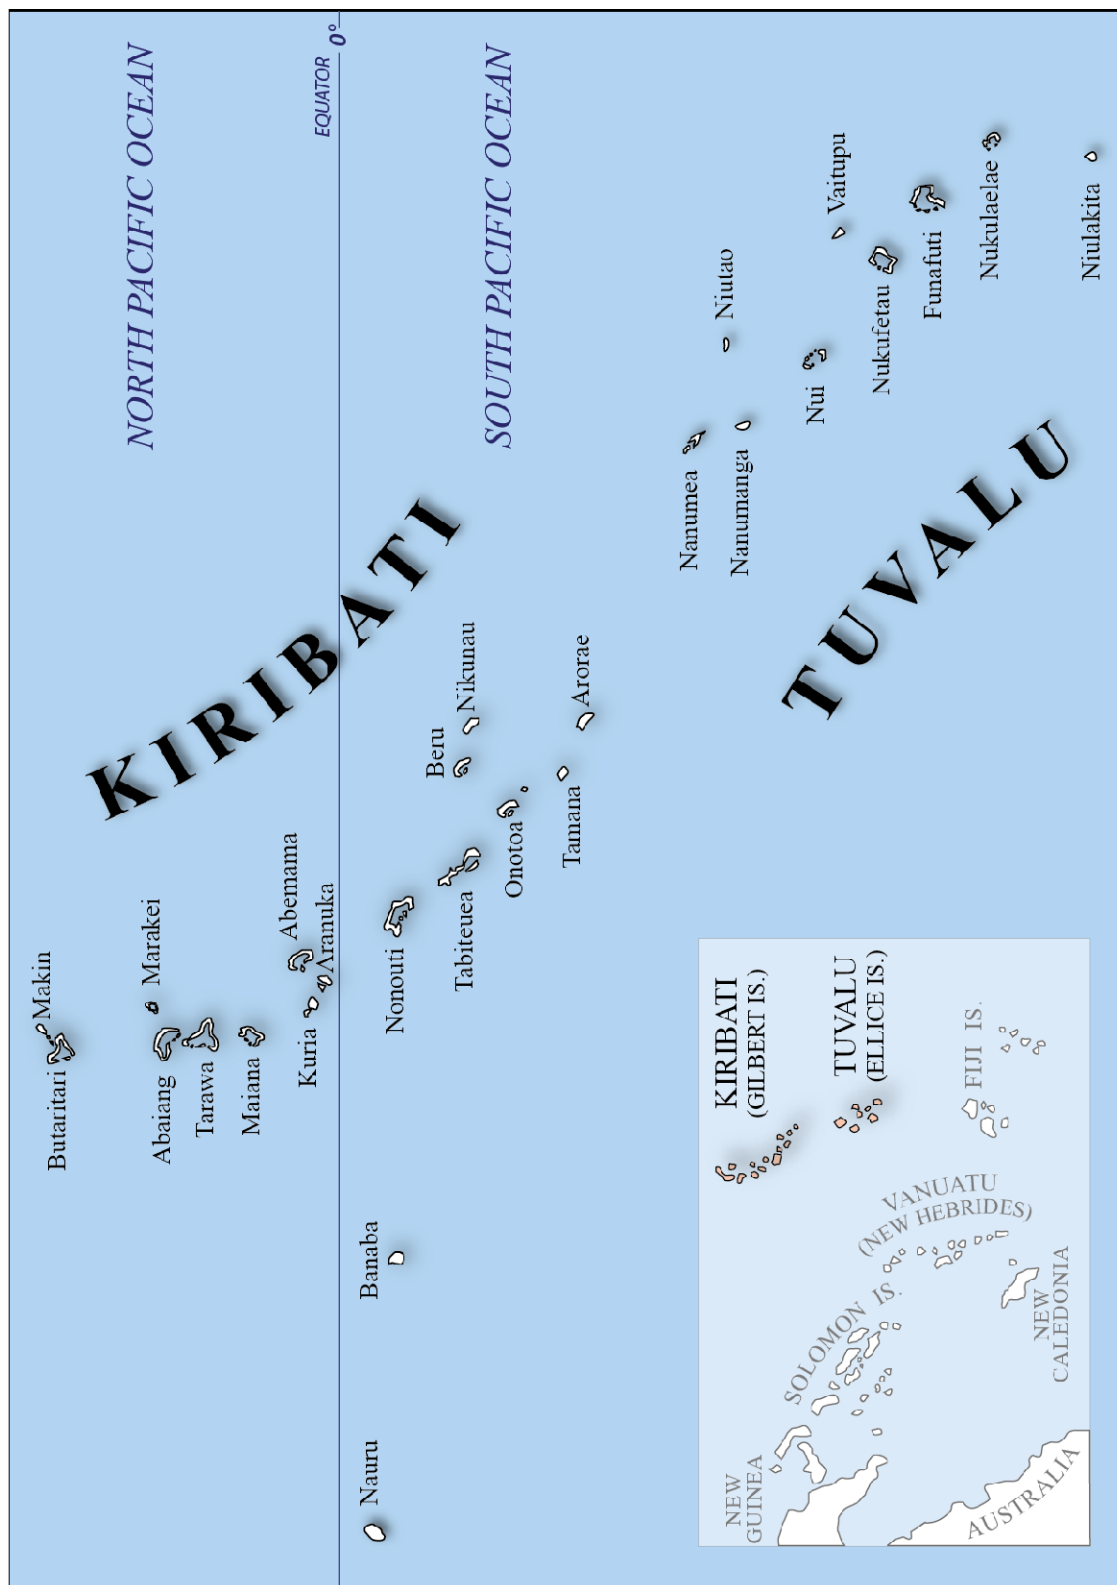 Makin
Butaritari
NORTH PACIFIC OCEAN
Marakei
Abaiang
Tarawa
Maiana
KIRIBATI
Abemama
Kuria
Aranuka
EQUATOR 0°
Nauru
Banaba
Nonouti
Beru
Tabiteuea
Nikunau
SOUTH PACIFIC OCEAN
Onotoa
Tamana
Arorae
Nanumea
Niutao
Nanumanga
Nui
Vaitupu
Nukufetau
Funafuti
Nukulaelae
Niulakita
TUVALU
KIRIBATI
(GILBERT IS.)
TUVALU
(ELLICE IS.)
NEW
GUINEA
SOLOMON IS.
VANUATU
(NEW HEBRIDES)
FIJI IS.
NEW
CALEDONIA
AUSTRALIA